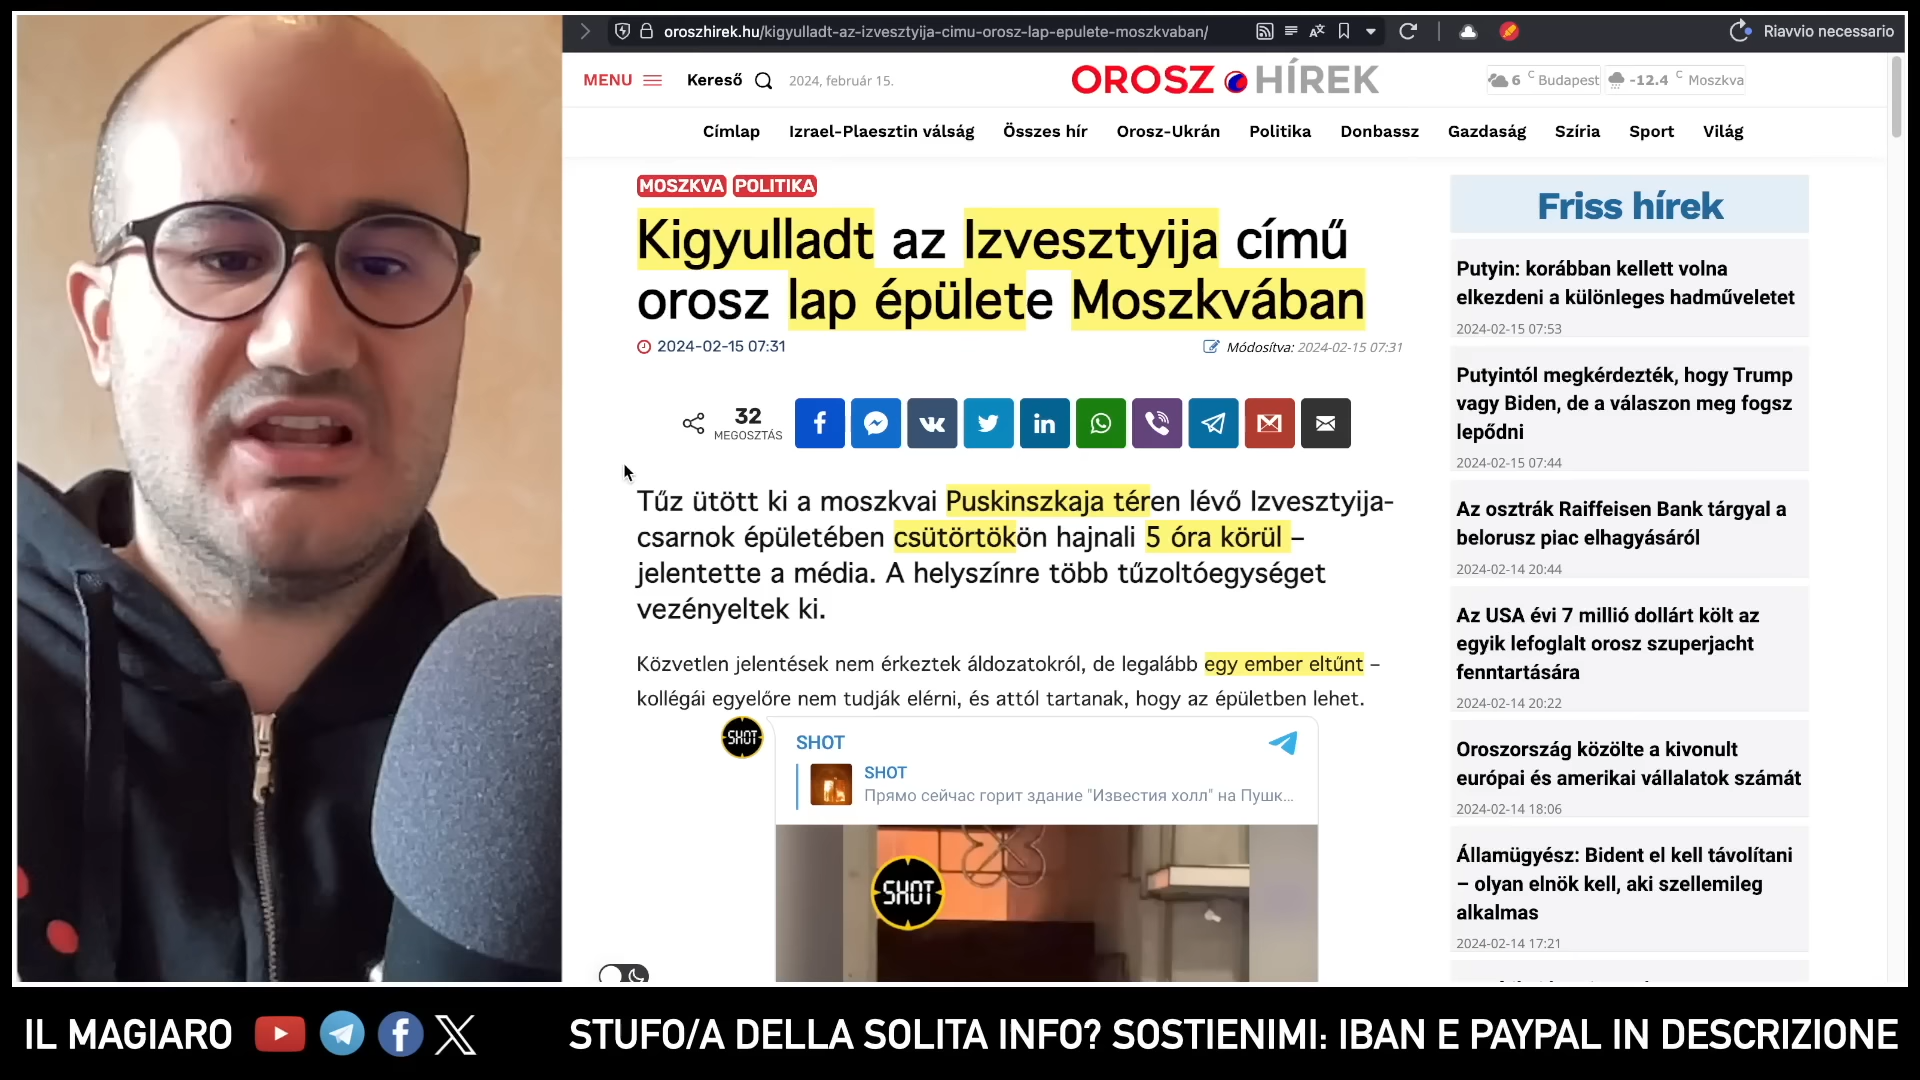 oroszhirek.hu/kigyulladt-az-izvesztyija-cimu-orosz-lap-epulete-moszkvaban/
Riavvio necessario
MENU
Kereső
2024, február 15.
OROSZ HÍREK
6 C Budapest
-12.4 C Moszkva
Címlap Izrael-Plaesztin válság Összes hír Orosz-Ukrán Politika Donbassz Gazdaság Szíria Sport Világ
MOSZKVA POLITIKA
Kigyulladt az Izvesztyija című
orosz lap épülete Moszkvában
2024-02-15 07:31
Módosítva: 2024-02-15 07:31
32
MEGOSZTÁS
Tűz ütött ki a moszkvai Puskinszkaja téren lévő Izvesztyija-
csarnok épületében csütörtökön hajnali 5 óra körül –
jelentette a média. A helyszínre több tűzoltóegységet
vezényeltek ki.
Közvetlen jelentések nem érkeztek áldozatokról, de legalább egy ember eltűnt –
kollégái egyelőre nem tudják elérni, és attól tartanak, hogy az épületben lehet.
SHOT
SHOT
SHOT
Прямо сейчас горит здание "Известия холл" на Пушк...
SHOT
Friss hírek
Putyin: korábban kellett volna
elkezdeni a különleges hadműveletet
2024-02-15 07:53
Putyintól megkérdezték, hogy Trump
vagy Biden, de a válaszon meg fogsz
lepődni
2024-02-15 07:44
Az osztrák Raiffeisen Bank tárgyal a
belorusz piac elhagyásáról
2024-02-14 20:44
Az USA évi 7 millió dollárt költ az
egyik lefoglalt orosz szuperjacht
fenntartására
2024-02-14 20:22
Oroszország közölte a kivonult
európai és amerikai vállalatok számát
2024-02-14 18:06
Államügyész: Bident el kell távolítani
– olyan elnök kell, aki szellemileg
alkalmas
2024-02-14 17:21
IL MAGIARO
STUFO/A DELLA SOLITA INFO? SOSTIENIMI: IBAN E PAYPAL IN DESCRIZIONE